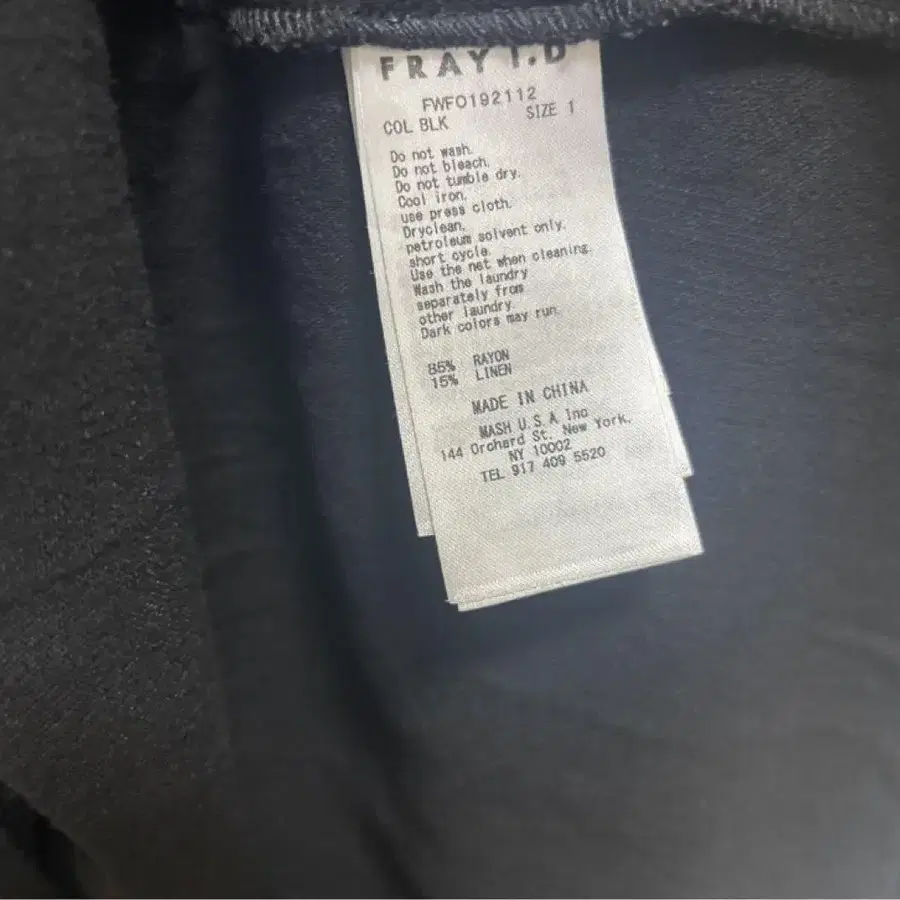 FRAY I.D
FWFO192112
COL BLK SIZE 1
Do not wash.
Do not bleach.
Do not tumble dry.
Cool iron.
use press cloth.
Dryclean.
petroleum solvent only.
short cycle.
Use the net when cleaning.
Wash the laundry
separately from
other laundry.
Dark colors may run.
85% RAYON
15% LINEN
MADE IN CHINA
MASH U.S.A Inc
144 Orchard St. New York,
NY 10002
TEL 917 409 5520